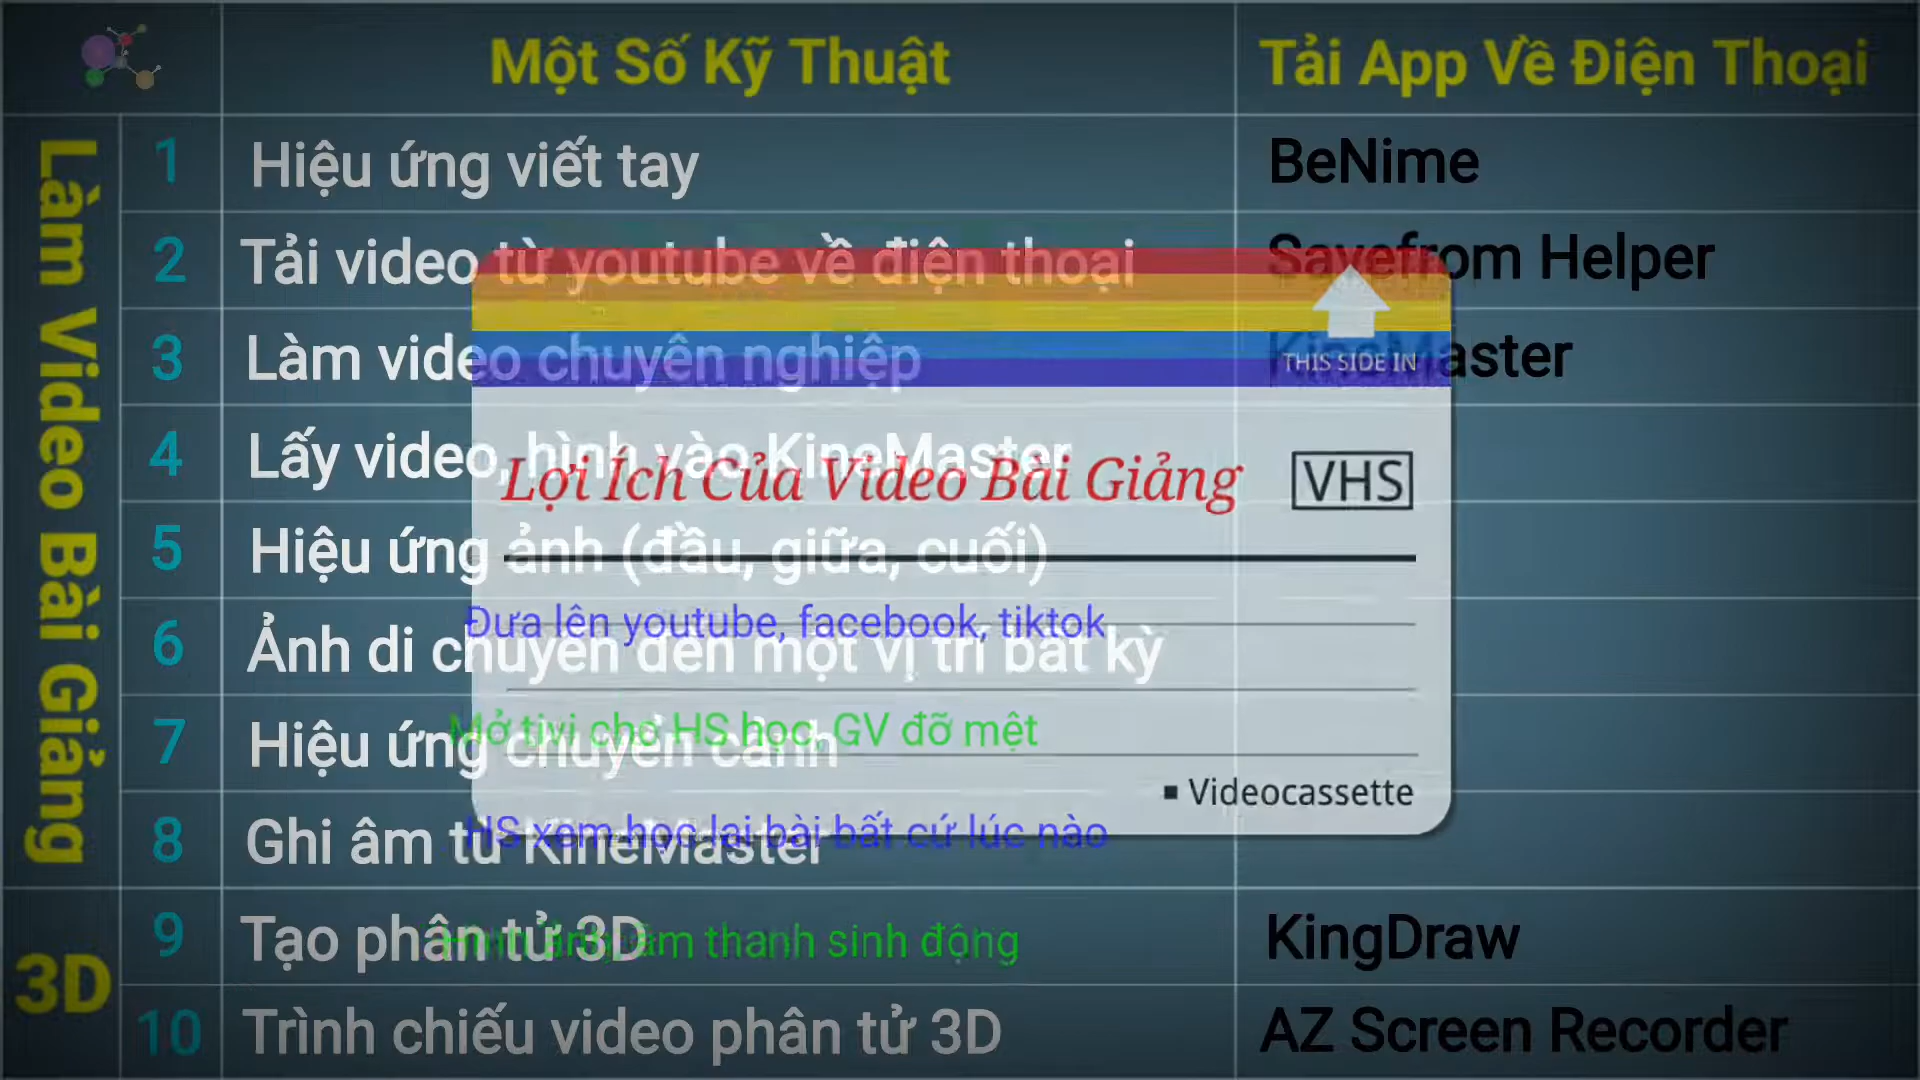 Một Số Kỹ Thuật
Tải App Về Điện Thoại
Làm Video Bài Giảng
1 Hiệu ứng viết tay BeNime
2 Tải video từ youtube về điện thoại Savefrom Helper
3 Làm video chuyên nghiệp KineMaster
THIS SIDE IN
4 Lấy video, hình vào KineMaster
Lợi Ích Của Video Bài Giảng VHS
5 Hiệu ứng ảnh (đầu, giữa, cuối)
Đưa lên youtube, facebook, tiktok
6 Ảnh di chuyển đến một vị trí bất kỳ
Mở tivi cho HS học, GV đỡ mệt
7 Hiệu ứng chuyển cảnh
Videocassette
HS xem học lại bài bất cứ lúc nào
8 Ghi âm từ KineMaster
3D
9 Tạo phân tử 3D KingDraw
Hình ảnh, âm thanh sinh động
10 Trình chiếu video phân tử 3D AZ Screen Recorder